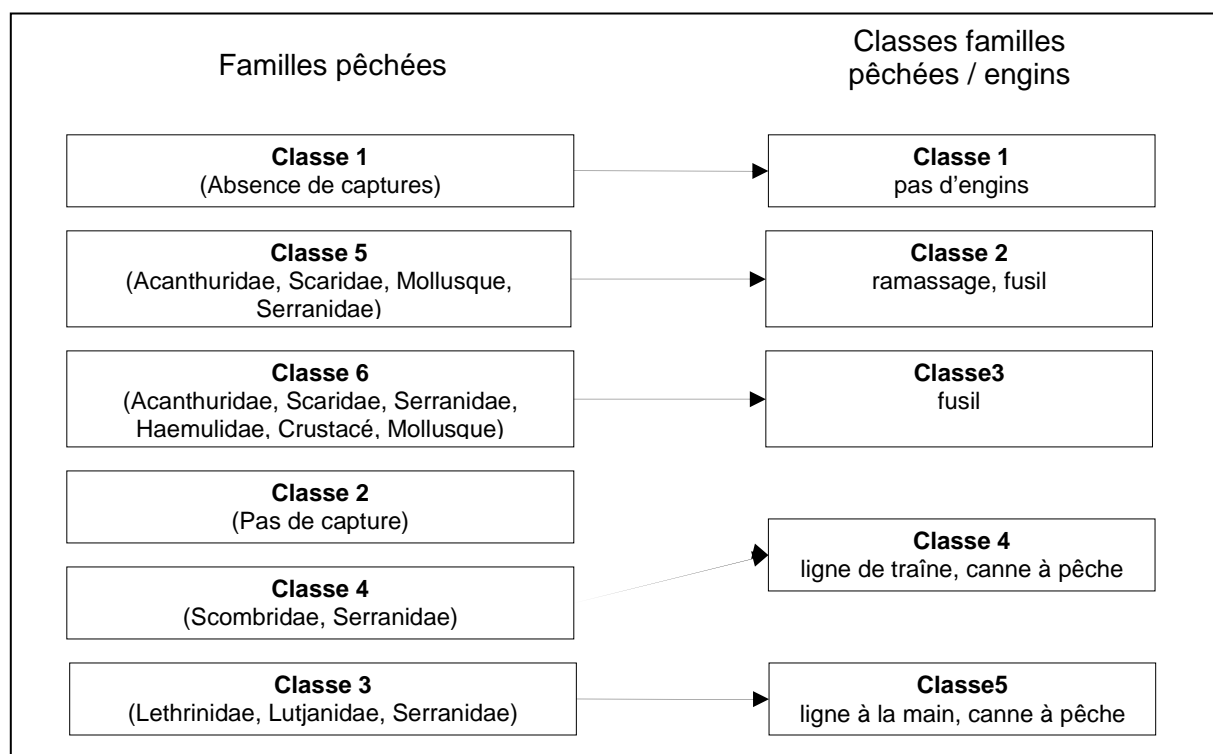 Familles pêchées
Classes familles
pêchées / engins
Classe 1
(Absence de captures)
Classe 1
pas d'engins
Classe 5
(Acanthuridae, Scaridae, Mollusque,
Serranidae)
Classe 2
ramassage, fusil
Classe 6
(Acanthuridae, Scaridae, Serranidae,
Haemulidae, Crustacé, Mollusque)
Classe3
fusil
Classe 2
(Pas de capture)
Classe 4
ligne de traîne, canne à pêche
Classe 4
(Scombridae, Serranidae)
Classe 3
(Lethrinidae, Lutjanidae, Serranidae)
Classe5
ligne à la main, canne à pêche